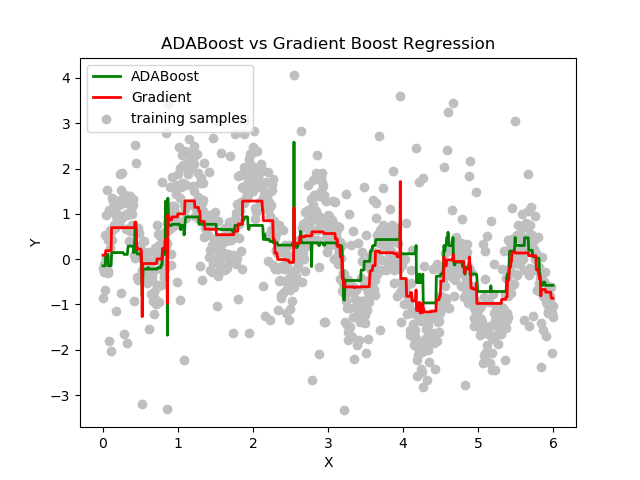 ADABoost vs Gradient Boost Regression
ADABoost
Gradient
training samples
Y
4
3
2
1
0
−1
−2
−3
0 1 2 3 4 5 6
X